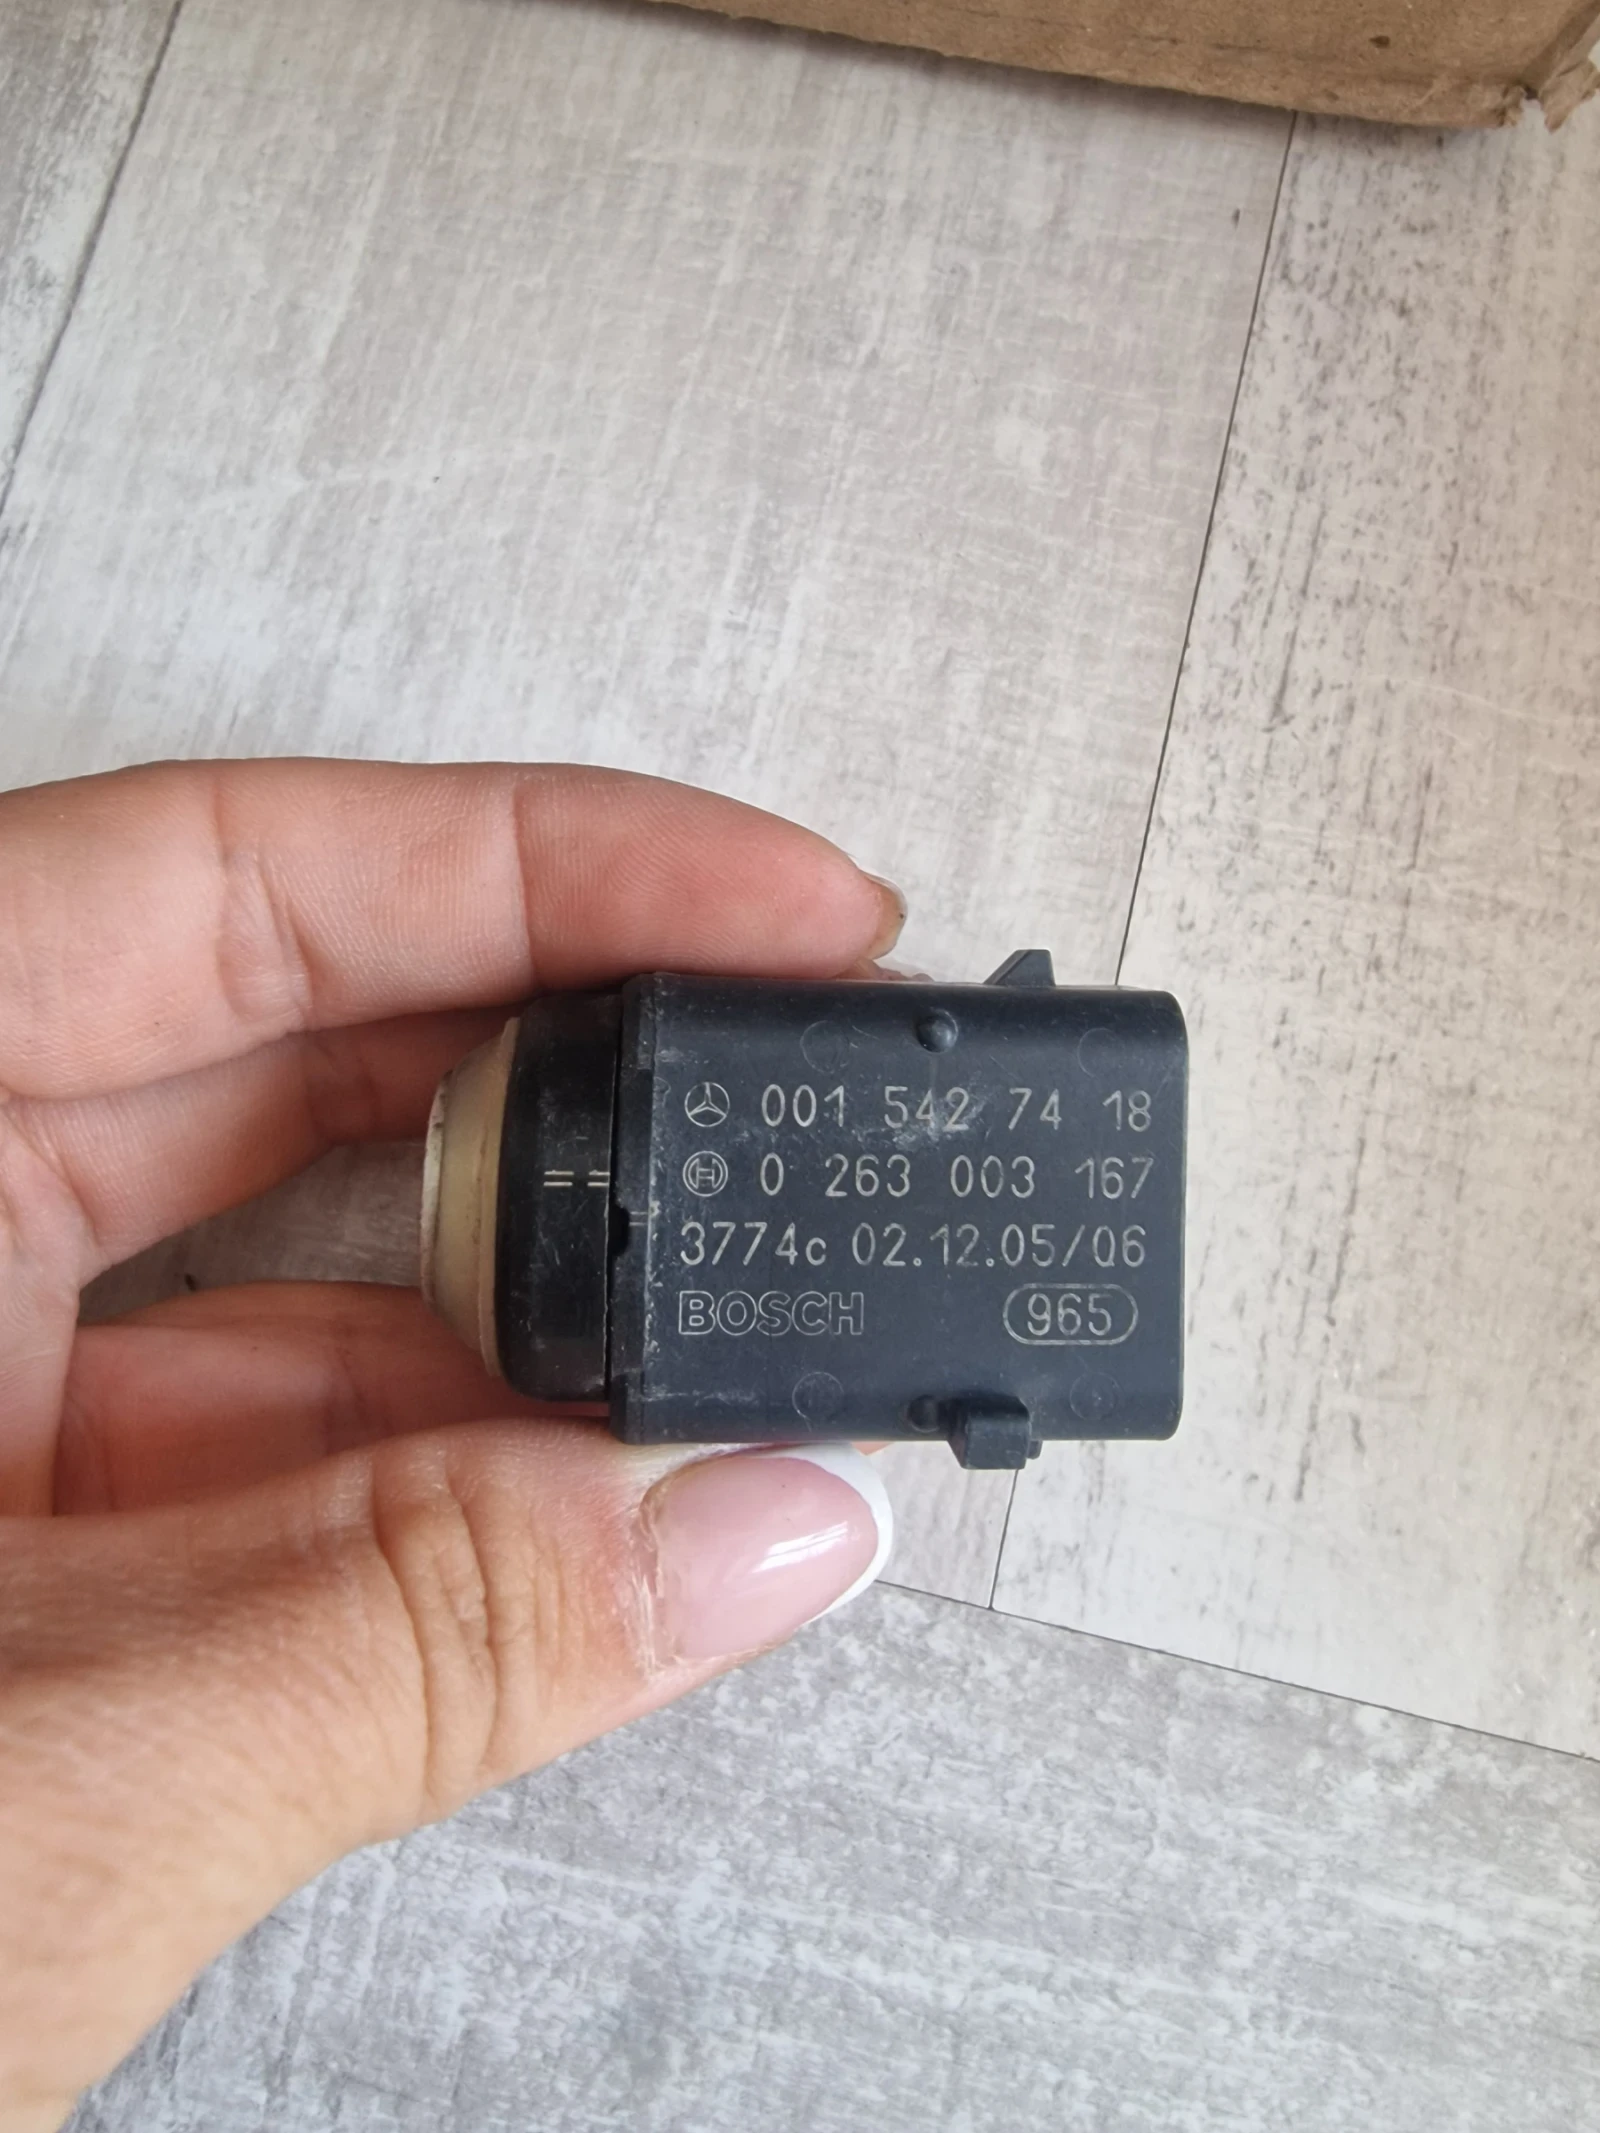 001 542 74 18
0 263 003 167
3774c 02.12.05/06
BOSCH 965